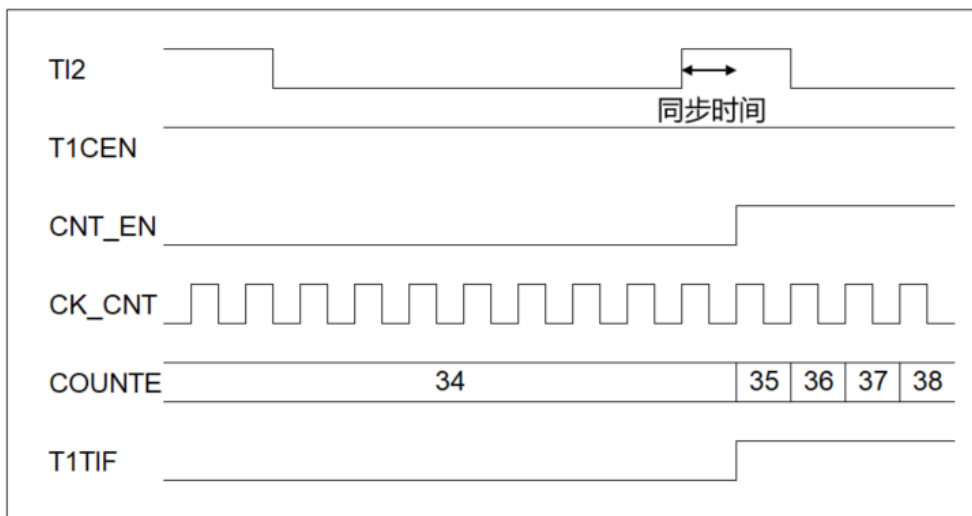 TI2
同步时间
T1CEN
CNT_EN
CK_CNT
COUNTE 34 35 36 37 38
T1TIF